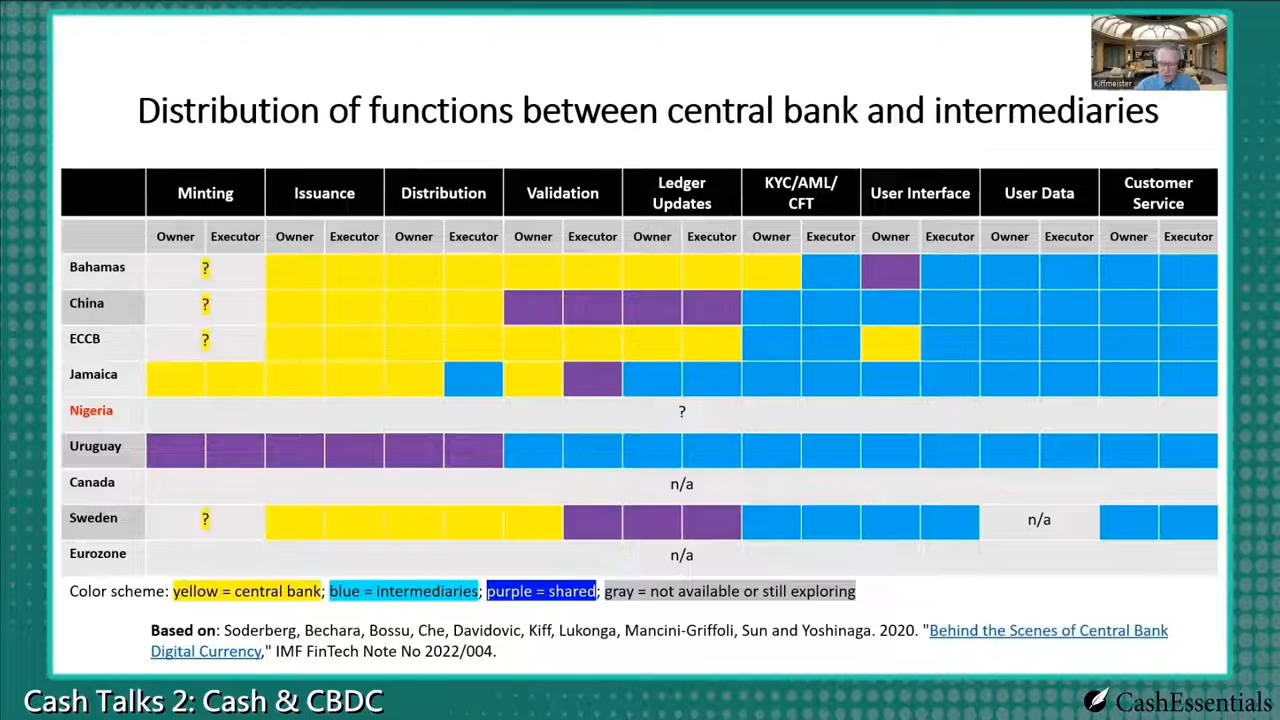 Kiffmeister
Distribution of functions between central bank and intermediaries
Minting Issuance Distribution Validation Ledger Updates KYC/AML/CFT User Interface User Data Customer Service
Owner Executor Owner Executor Owner Executor Owner Executor Owner Executor Owner Executor Owner Executor Owner Executor Owner Executor
Bahamas ?
China ?
ECCB ?
Jamaica
Nigeria ?
Uruguay
Canada n/a
Sweden ? n/a
Eurozone n/a
Color scheme: yellow = central bank; blue = intermediaries; purple = shared; gray = not available or still exploring
Based on: Soderberg, Bechara, Bossu, Che, Davidovic, Kiff, Lukonga, Mancini-Griffoli, Sun and Yoshinaga. 2020. "Behind the Scenes of Central Bank
Digital Currency," IMF FinTech Note No 2022/004.
Cash Talks 2: Cash & CBDC
CashEssentials